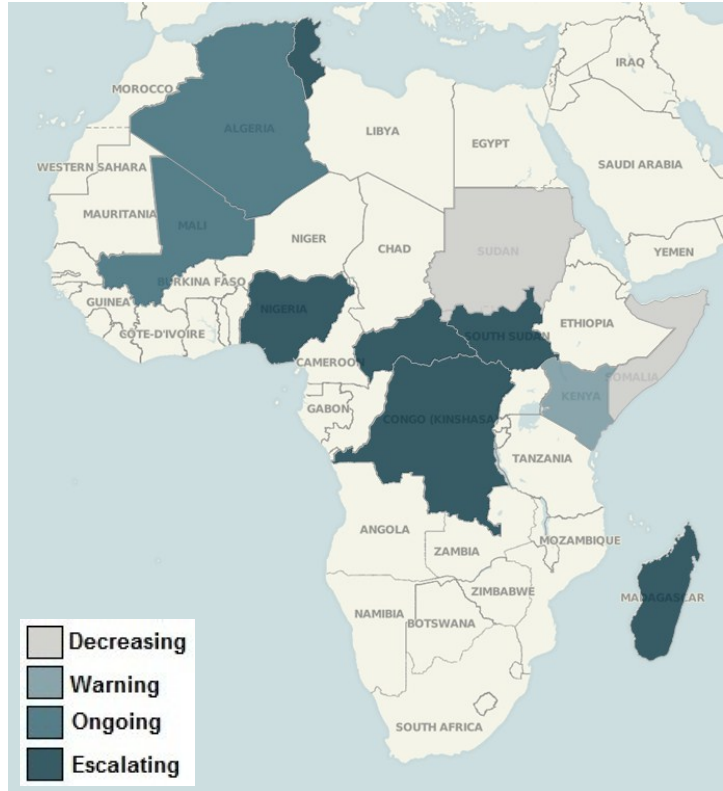 IRAQ
MOROCCO
ALGERIA
LIBYA
EGYPT
WESTERN SAHARA
SAUDI ARABIA
MAURITANIA
MALI
NIGER
CHAD
SUDAN
YEMEN
BURKINA FASO
GUINEA
NIGERIA
CÔTE-D'IVOIRE
SOUTH SUDAN
ETHIOPIA
CAMEROON
SOMALIA
KENYA
GABON
CONGO (KINSHASA
TANZANIA
ANGOLA
MOZAMBIQUE
ZAMBIA
ZIMBABWE
MADAGASCAR
NAMIBIA
BOTSWANA
SOUTH AFRICA
Decreasing
Warning
Ongoing
Escalating